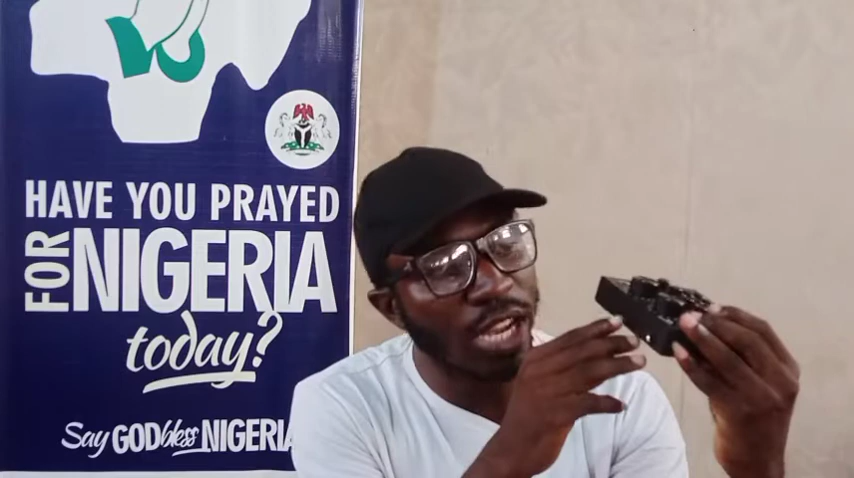 HAVE YOU PRAYED
FOR NIGERIA
today?
Say GOD bless NIGERIA